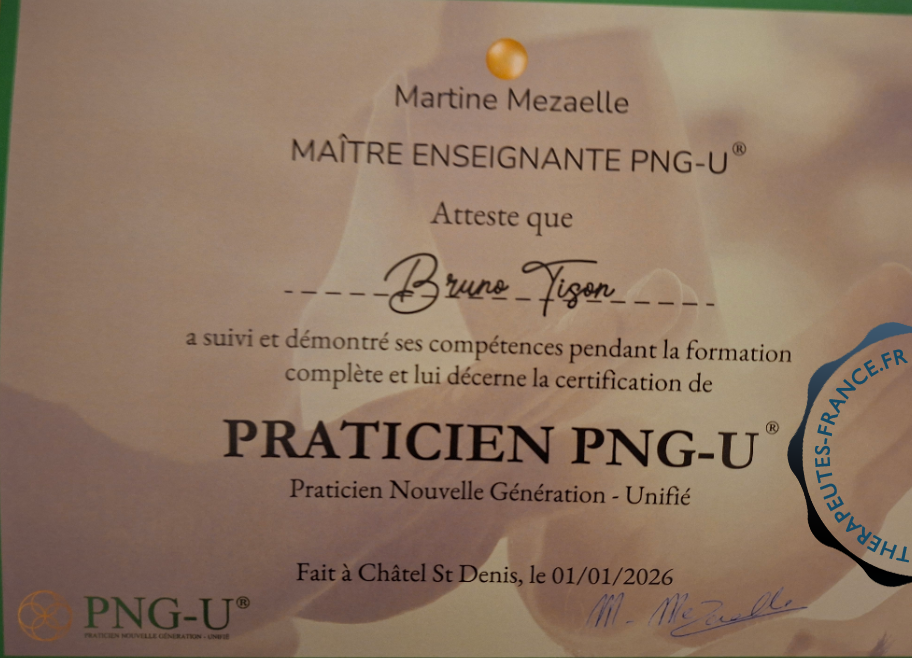 Martine Mezaelle
MAÎTRE ENSEIGNANTE PNG-U®
Atteste que
Bruno Tison
a suivi et démontré ses compétences pendant la formation
complète et lui décerne la certification de
PRATICIEN PNG-U®
Praticien Nouvelle Génération - Unifié
Fait à Châtel St Denis, le 01/01/2026
M. Mezaelle
PNG-U®
PRATICIEN NOUVELLE GÉNÉRATION - UNIFIÉ
THERAPEUTES-FRANCE.FR